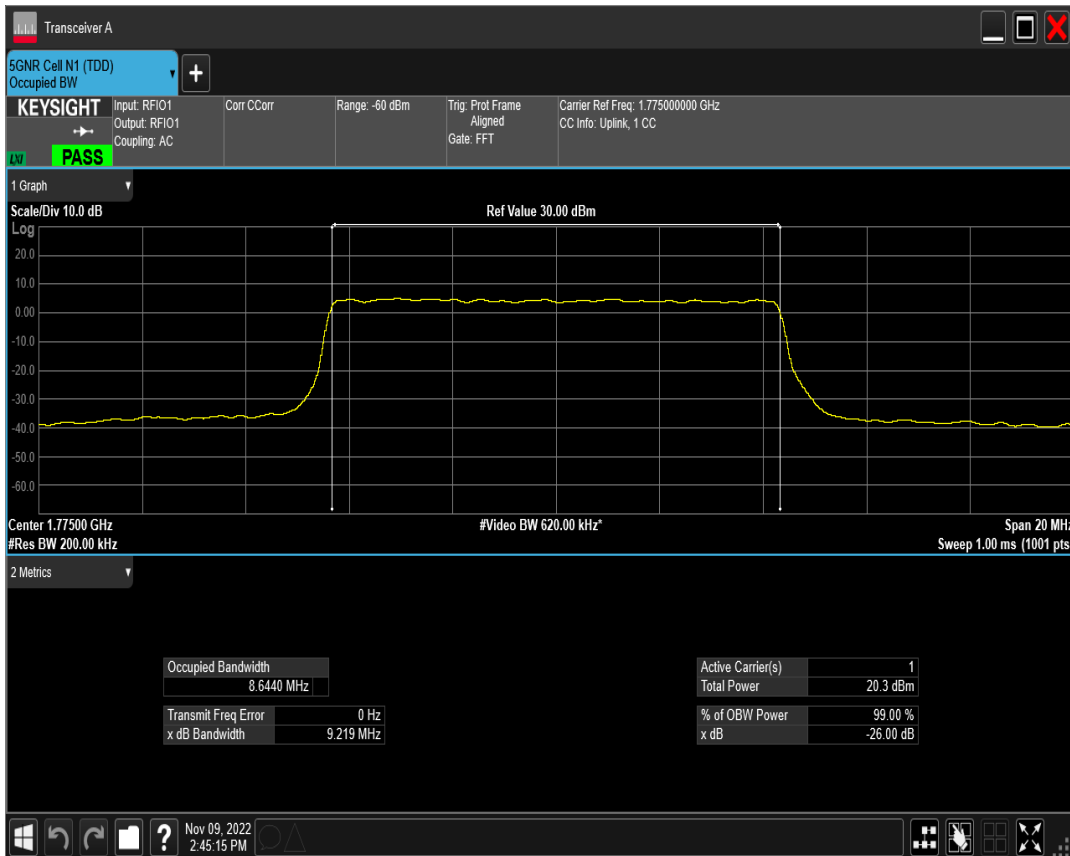 Transceiver A
5GNR Cell N1 (TDD)
Occupied BW
+
KEYSIGHT
LXI
PASS
Input: RFIO1
Output: RFIO1
Coupling: AC
Corr CCorr
Range: -60 dBm
Trig: Prot Frame
Aligned
Gate: FFT
Carrier Ref Freq: 1.775000000 GHz
CC Info: Uplink, 1 CC
1 Graph
Scale/Div 10.0 dB
Ref Value 30.00 dBm
Log
20.0
10.0
0.00
-10.0
-20.0
-30.0
-40.0
-50.0
-60.0
Center 1.77500 GHz
#Video BW 620.00 kHz*
Span 20 MHz
#Res BW 200.00 kHz
Sweep 1.00 ms (1001 pts
2 Metrics
Occupied Bandwidth
8.6440 MHz
Transmit Freq Error 0 Hz
x dB Bandwidth 9.219 MHz
Active Carrier(s) 1
Total Power 20.3 dBm
% of OBW Power 99.00 %
x dB -26.00 dB
?
Nov 09, 2022
2:45:15 PM